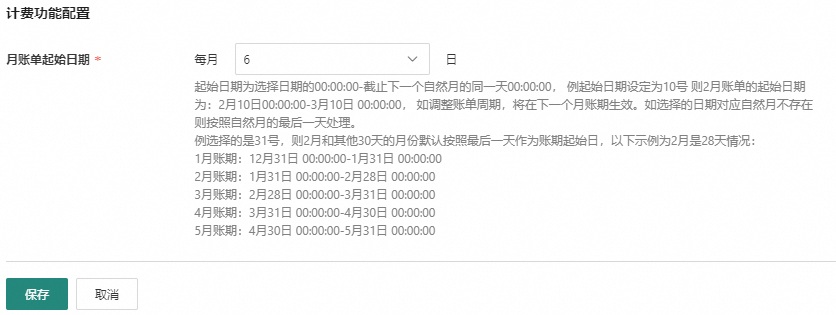 计费功能配置
月账单起始日期 * 每月 6 日
起始日期为选择日期的00:00:00-截止下一个自然月的同一天00:00:00， 例起始日期设定为10号 则2月账单的起始日期
为：2月10日00:00:00-3月10日 00:00:00， 如调整账单周期，将在下一个月账期生效。如选择的日期对应自然月不存在
则按照自然月的最后一天处理。
例选择的是31号，则2月和其他30天的月份默认按照最后一天作为账期起始日，以下示例为2月是28天情况：
1月账期：12月31日 00:00:00-1月31日 00:00:00
2月账期：1月31日 00:00:00-2月28日 00:00:00
3月账期：2月28日 00:00:00-3月31日 00:00:00
4月账期：3月31日 00:00:00-4月30日 00:00:00
5月账期：4月30日 00:00:00-5月31日 00:00:00
保存 取消